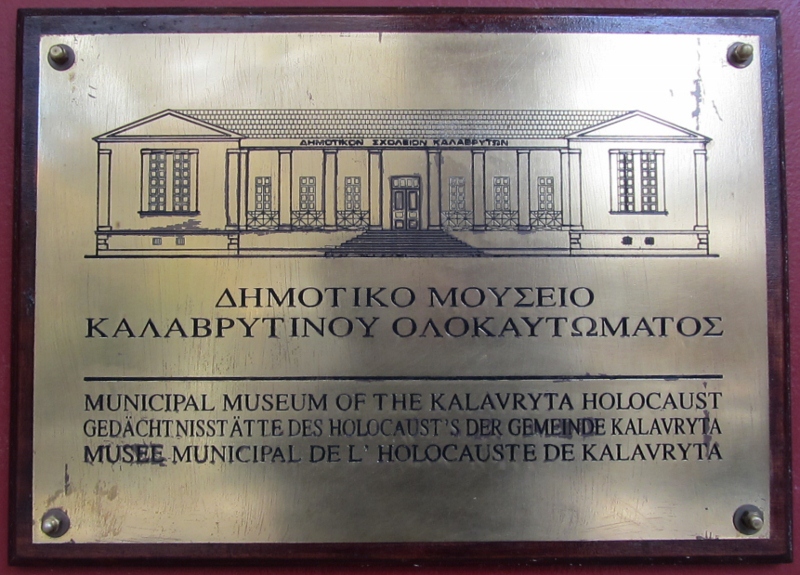 ΔΗΜΟΤΙΚΟΝ ΣΧΟΛΕΙΟΝ ΚΑΛΑΒΡΥΤΩΝ
ΔΗΜΟΤΙΚΟ ΜΟΥΣΕΙΟ
ΚΑΛΑΒΡΥΤΙΝΟΥ ΟΛΟΚΑΥΤΩΜΑΤΟΣ
MUNICIPAL MUSEUM OF THE KALAVRYTA HOLOCAUST
GEDÄCHTNISSTÄTTE DES HOLOCAUST'S DER GEMEINDE KALAVRYTA
MUSEE MUNICIPAL DE L' HOLOCAUSTE DE KALAVRYTA